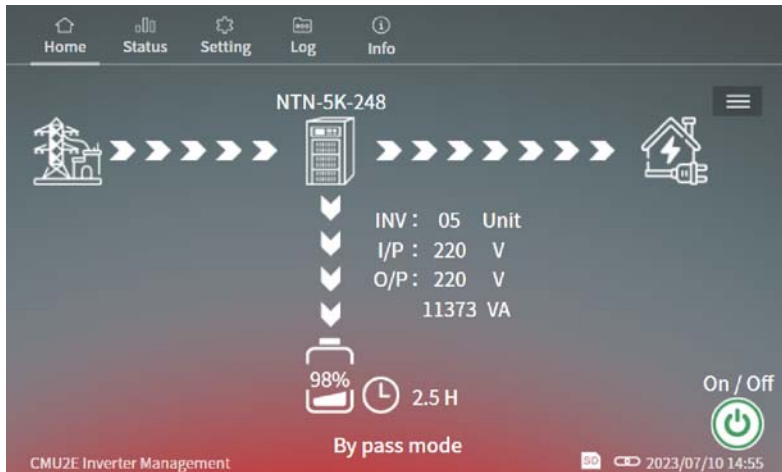 Home Status Setting Log Info
NTN-5K-248
INV : 05 Unit
I/P : 220 V
O/P : 220 V
11373 VA
98%
2.5 H
On / Off
By pass mode
CMU2E Inverter Management
SD 2023/07/10 14:55